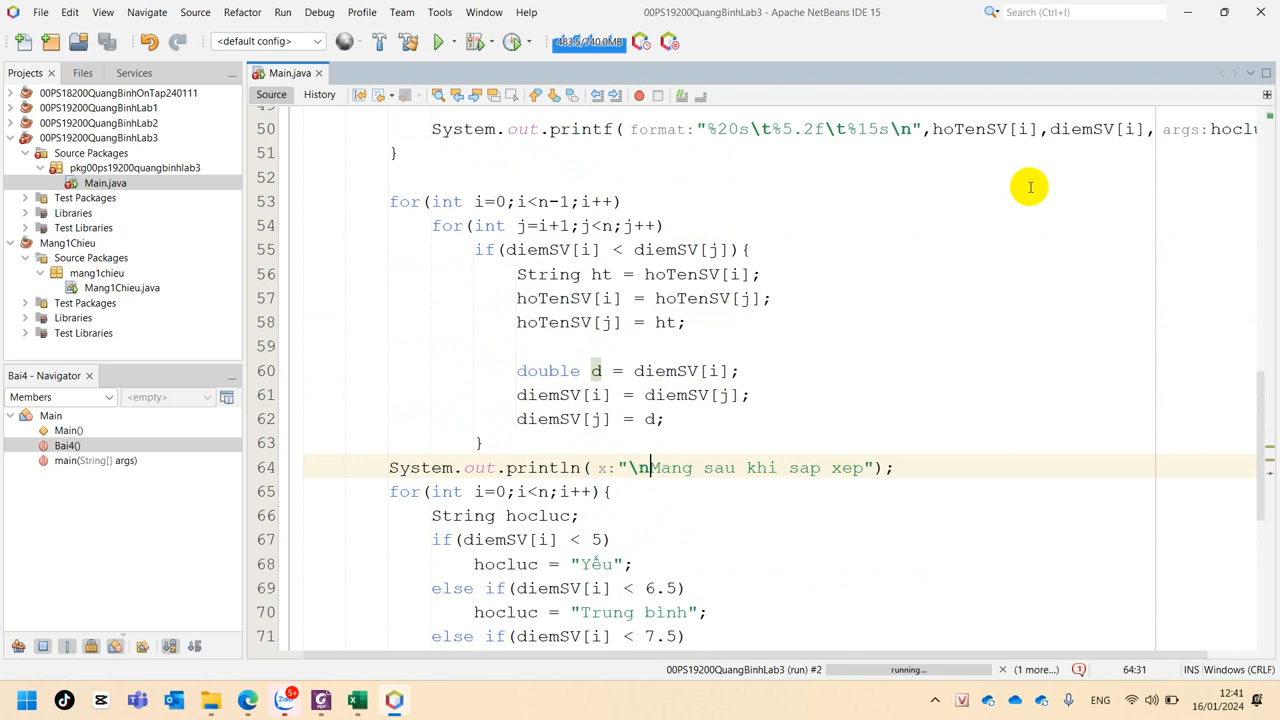 File Edit View Navigate Source Refactor Run Debug Profile Team Tools Window Help
00PS19200QuangBinhLab3 - Apache NetBeans IDE 15
Search (Ctrl+I)
<default config>
483.5/740.0MB
Projects Files Services
Main.java
Source History
00PS18200QuangBinhOnTap240111
00PS19200QuangBinhLab1
00PS19200QuangBinhLab2
00PS19200QuangBinhLab3
Source Packages
pkg00ps19200quangbinhlab3
Main.java
Test Packages
Libraries
Test Libraries
Mang1Chieu
Source Packages
mang1chieu
Mang1Chieu.java
Test Packages
Libraries
Test Libraries
Bai4 - Navigator
Members <empty>
Main
Main()
Bai4()
main(String[] args)
50 System.out.printf( format: "%20s\t%5.2f\t%15s\n",hoTenSV[i],diemSV[i], args:hoclu
51 }
52
53 for(int i=0;i<n-1;i++)
54 for(int j=i+1;j<n;j++)
55 if(diemSV[i] < diemSV[j]){
56 String ht = hoTenSV[i];
57 hoTenSV[i] = hoTenSV[j];
58 hoTenSV[j] = ht;
59
60 double d = diemSV[i];
61 diemSV[i] = diemSV[j];
62 diemSV[j] = d;
63 }
64 System.out.println( x: "\nMang sau khi sap xep");
65 for(int i=0;i<n;i++){
66 String hocluc;
67 if(diemSV[i] < 5)
68 hocluc = "Yếu";
69 else if(diemSV[i] < 6.5)
70 hocluc = "Trung bình";
71 else if(diemSV[i] < 7.5)
00PS19200QuangBinhLab3 (run) #2 running... (1 more...) 64:31 INS Windows (CRLF)
5+
Zalo
ENG
12:41
16/01/2024